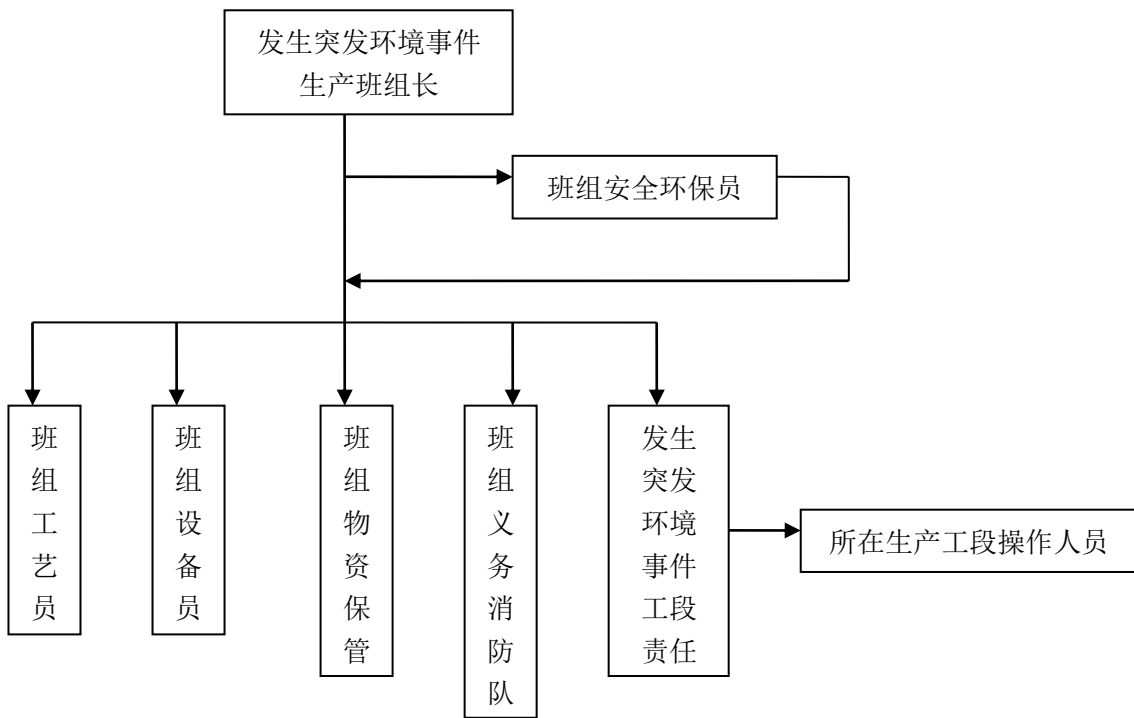 发生突发环境事件
生产班组长
班组安全环保员
班组工艺员
班组设备员
班组物资保管
班组义务消防队
发生
突发
环境
事件
工段
责任
所在生产工段操作人员